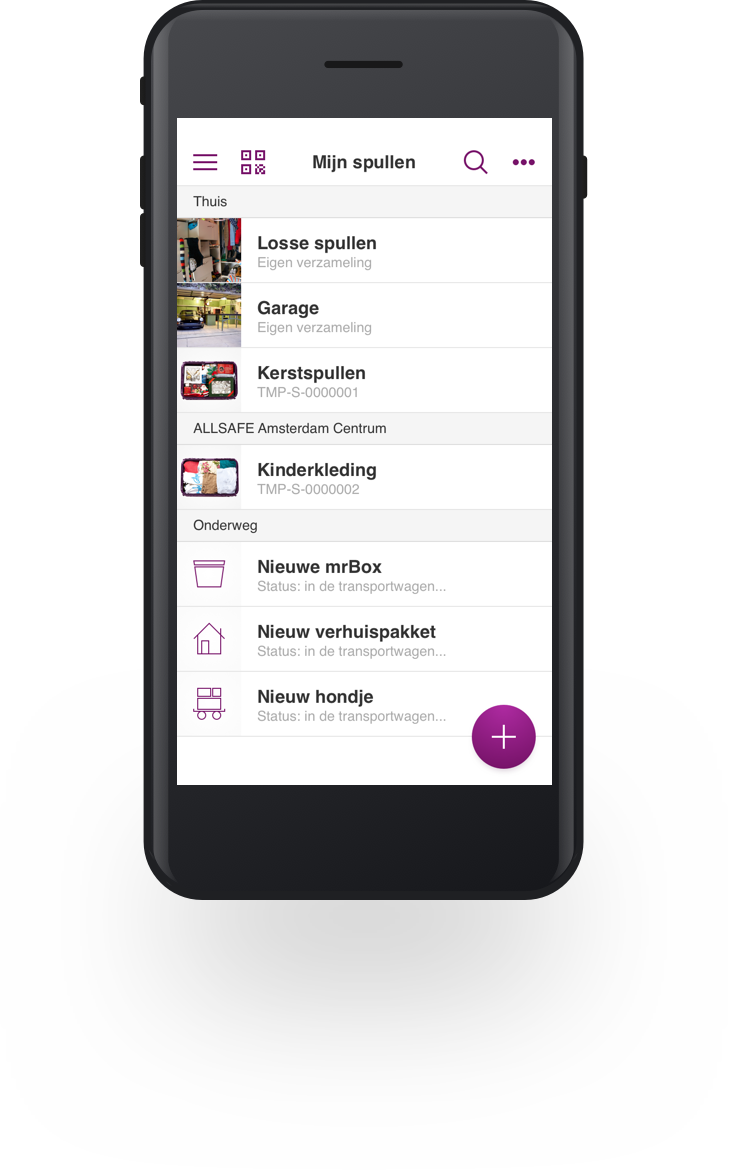 Mijn spullen
Thuis
Losse spullen
Eigen verzameling
Garage
Eigen verzameling
Kerstspullen
TMP-S-0000001
ALLSAFE Amsterdam Centrum
Kinderkleding
TMP-S-0000002
Onderweg
Nieuwe mrBox
Status: in de transportwagen...
Nieuw verhuispakket
Status: in de transportwagen...
Nieuw hondje
Status: in de transportwagen...